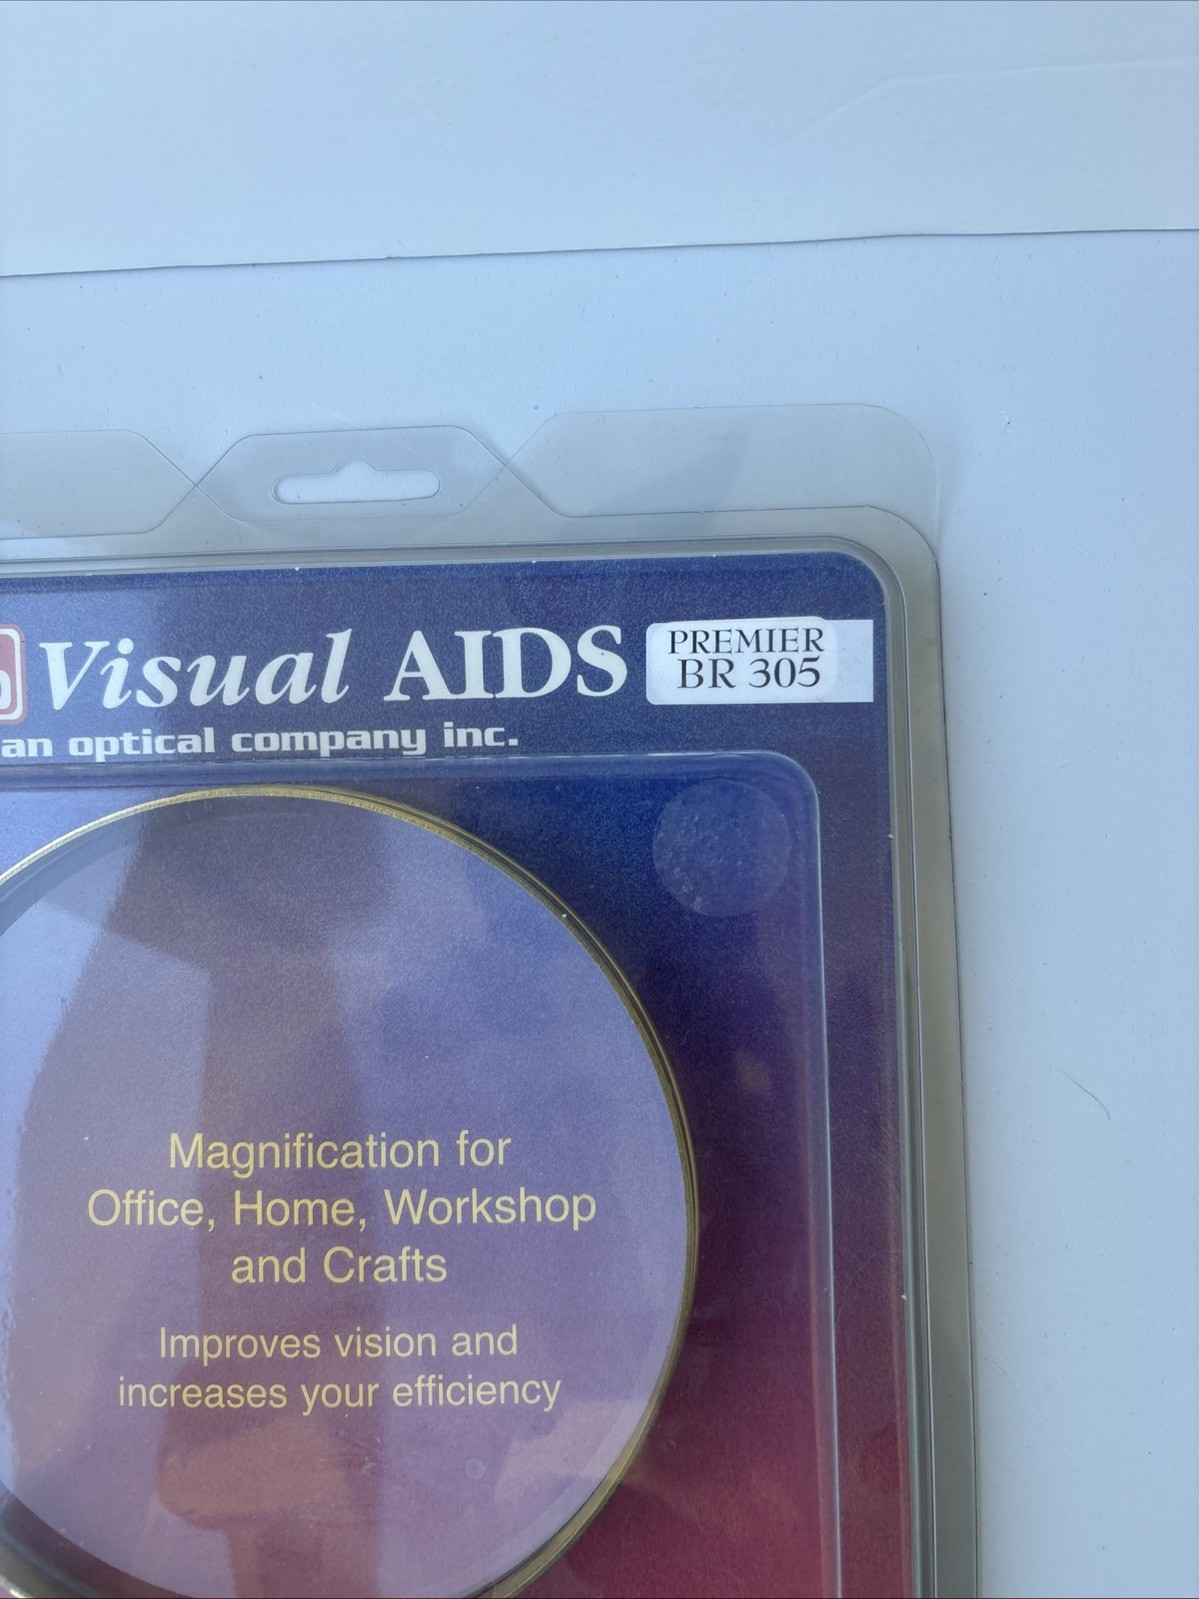 Visual AIDS
PREMIER
BR 305
an optical company inc.
Magnification for
Office, Home, Workshop
and Crafts
Improves vision and
increases your efficiency